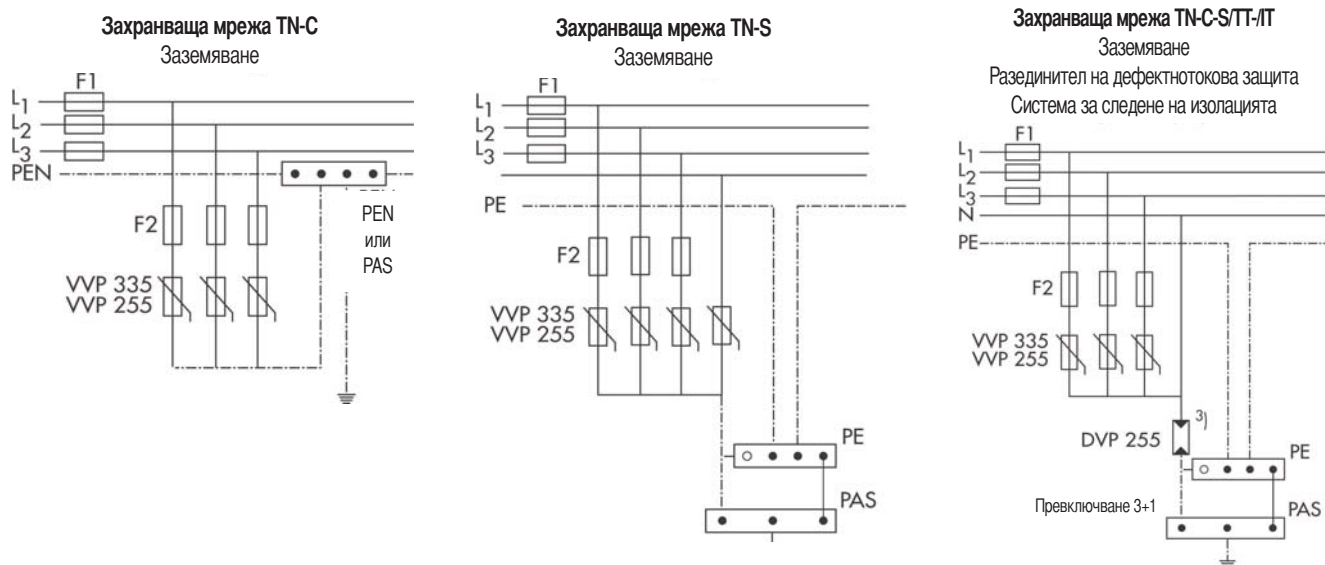 Захранваща мрежа TN-C
Заземяване
F1
L1
L2
L3
PEN
F2
PEN
или
PAS
VVP 335
VVP 255
Захранваща мрежа TN-S
Заземяване
F1
L1
L2
L3
PE
F2
VVP 335
VVP 255
PE
PAS
Захранваща мрежа TN-C-S/TT-/IT
Заземяване
Разединител на дефектнотокова защита
Система за следене на изолацията
F1
L1
L2
L3
N
PE
F2
VVP 335
VVP 255
3)
DVP 255
PE
Превключване 3+1
PAS